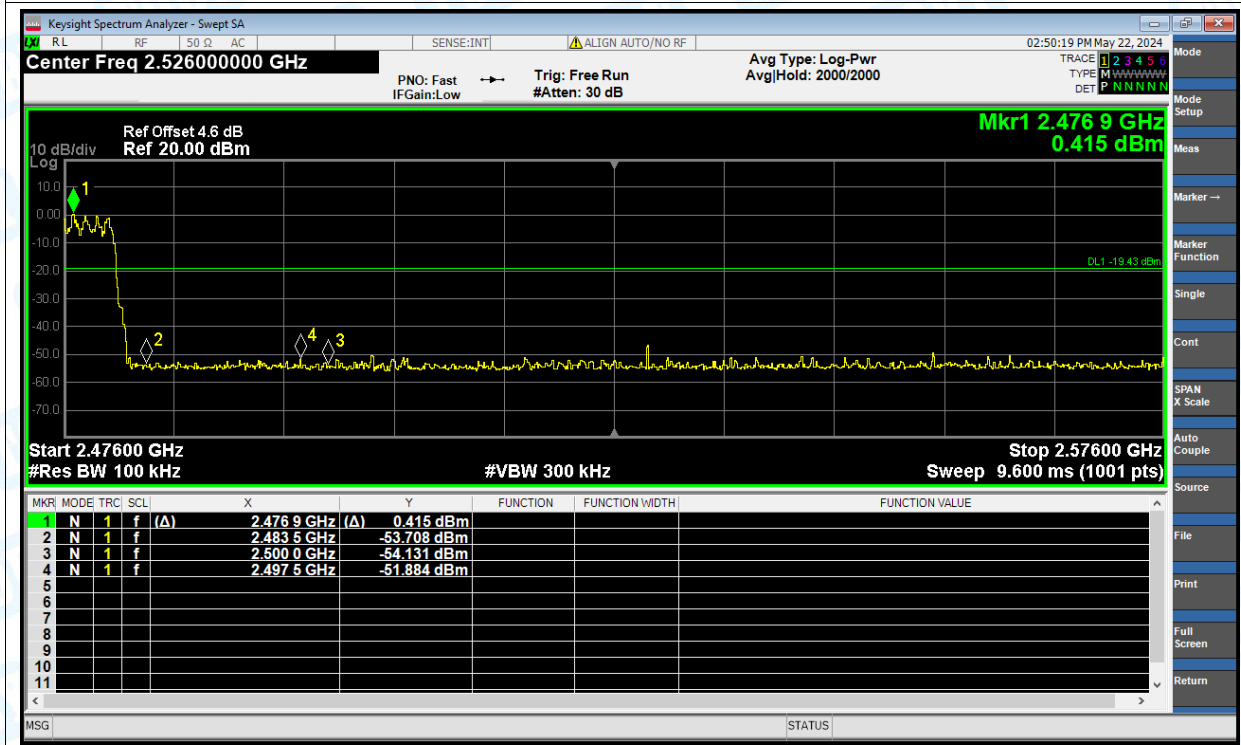 Keysight Spectrum Analyzer - Swept SA
LXI RL RF 50 Ω AC SENSE:INT ALIGN AUTO/NO RF 02:50:19 PM May 22, 2024
Center Freq 2.526000000 GHz
PNO: Fast
IFGain:Low
Trig: Free Run
#Atten: 30 dB
Avg Type: Log-Pwr
Avg|Hold: 2000/2000
TRACE 1 2 3 4 5 6
TYPE M WWWWW
DET P N N N N N
Mkr1 2.476 9 GHz
0.415 dBm
Ref Offset 4.6 dB
10 dB/div Ref 20.00 dBm
Log
10.0
0.00
-10.0
-20.0
-30.0
-40.0
-50.0
-60.0
-70.0
1
2
4
3
DL1 -19.43 dBm
Start 2.47600 GHz Stop 2.57600 GHz
#Res BW 100 kHz #VBW 300 kHz Sweep 9.600 ms (1001 pts)
MKR MODE TRC SCL X Y FUNCTION FUNCTION WIDTH FUNCTION VALUE
1 N 1 f (Δ) 2.476 9 GHz (Δ) 0.415 dBm
2 N 1 f 2.483 5 GHz -53.708 dBm
3 N 1 f 2.500 0 GHz -54.131 dBm
4 N 1 f 2.497 5 GHz -51.884 dBm
5
6
7
8
9
10
11
MSG STATUS
Mode
Mode
Setup
Meas
Marker →
Marker
Function
Single
Cont
SPAN
X Scale
Auto
Couple
Source
File
Print
Full
Screen
Return